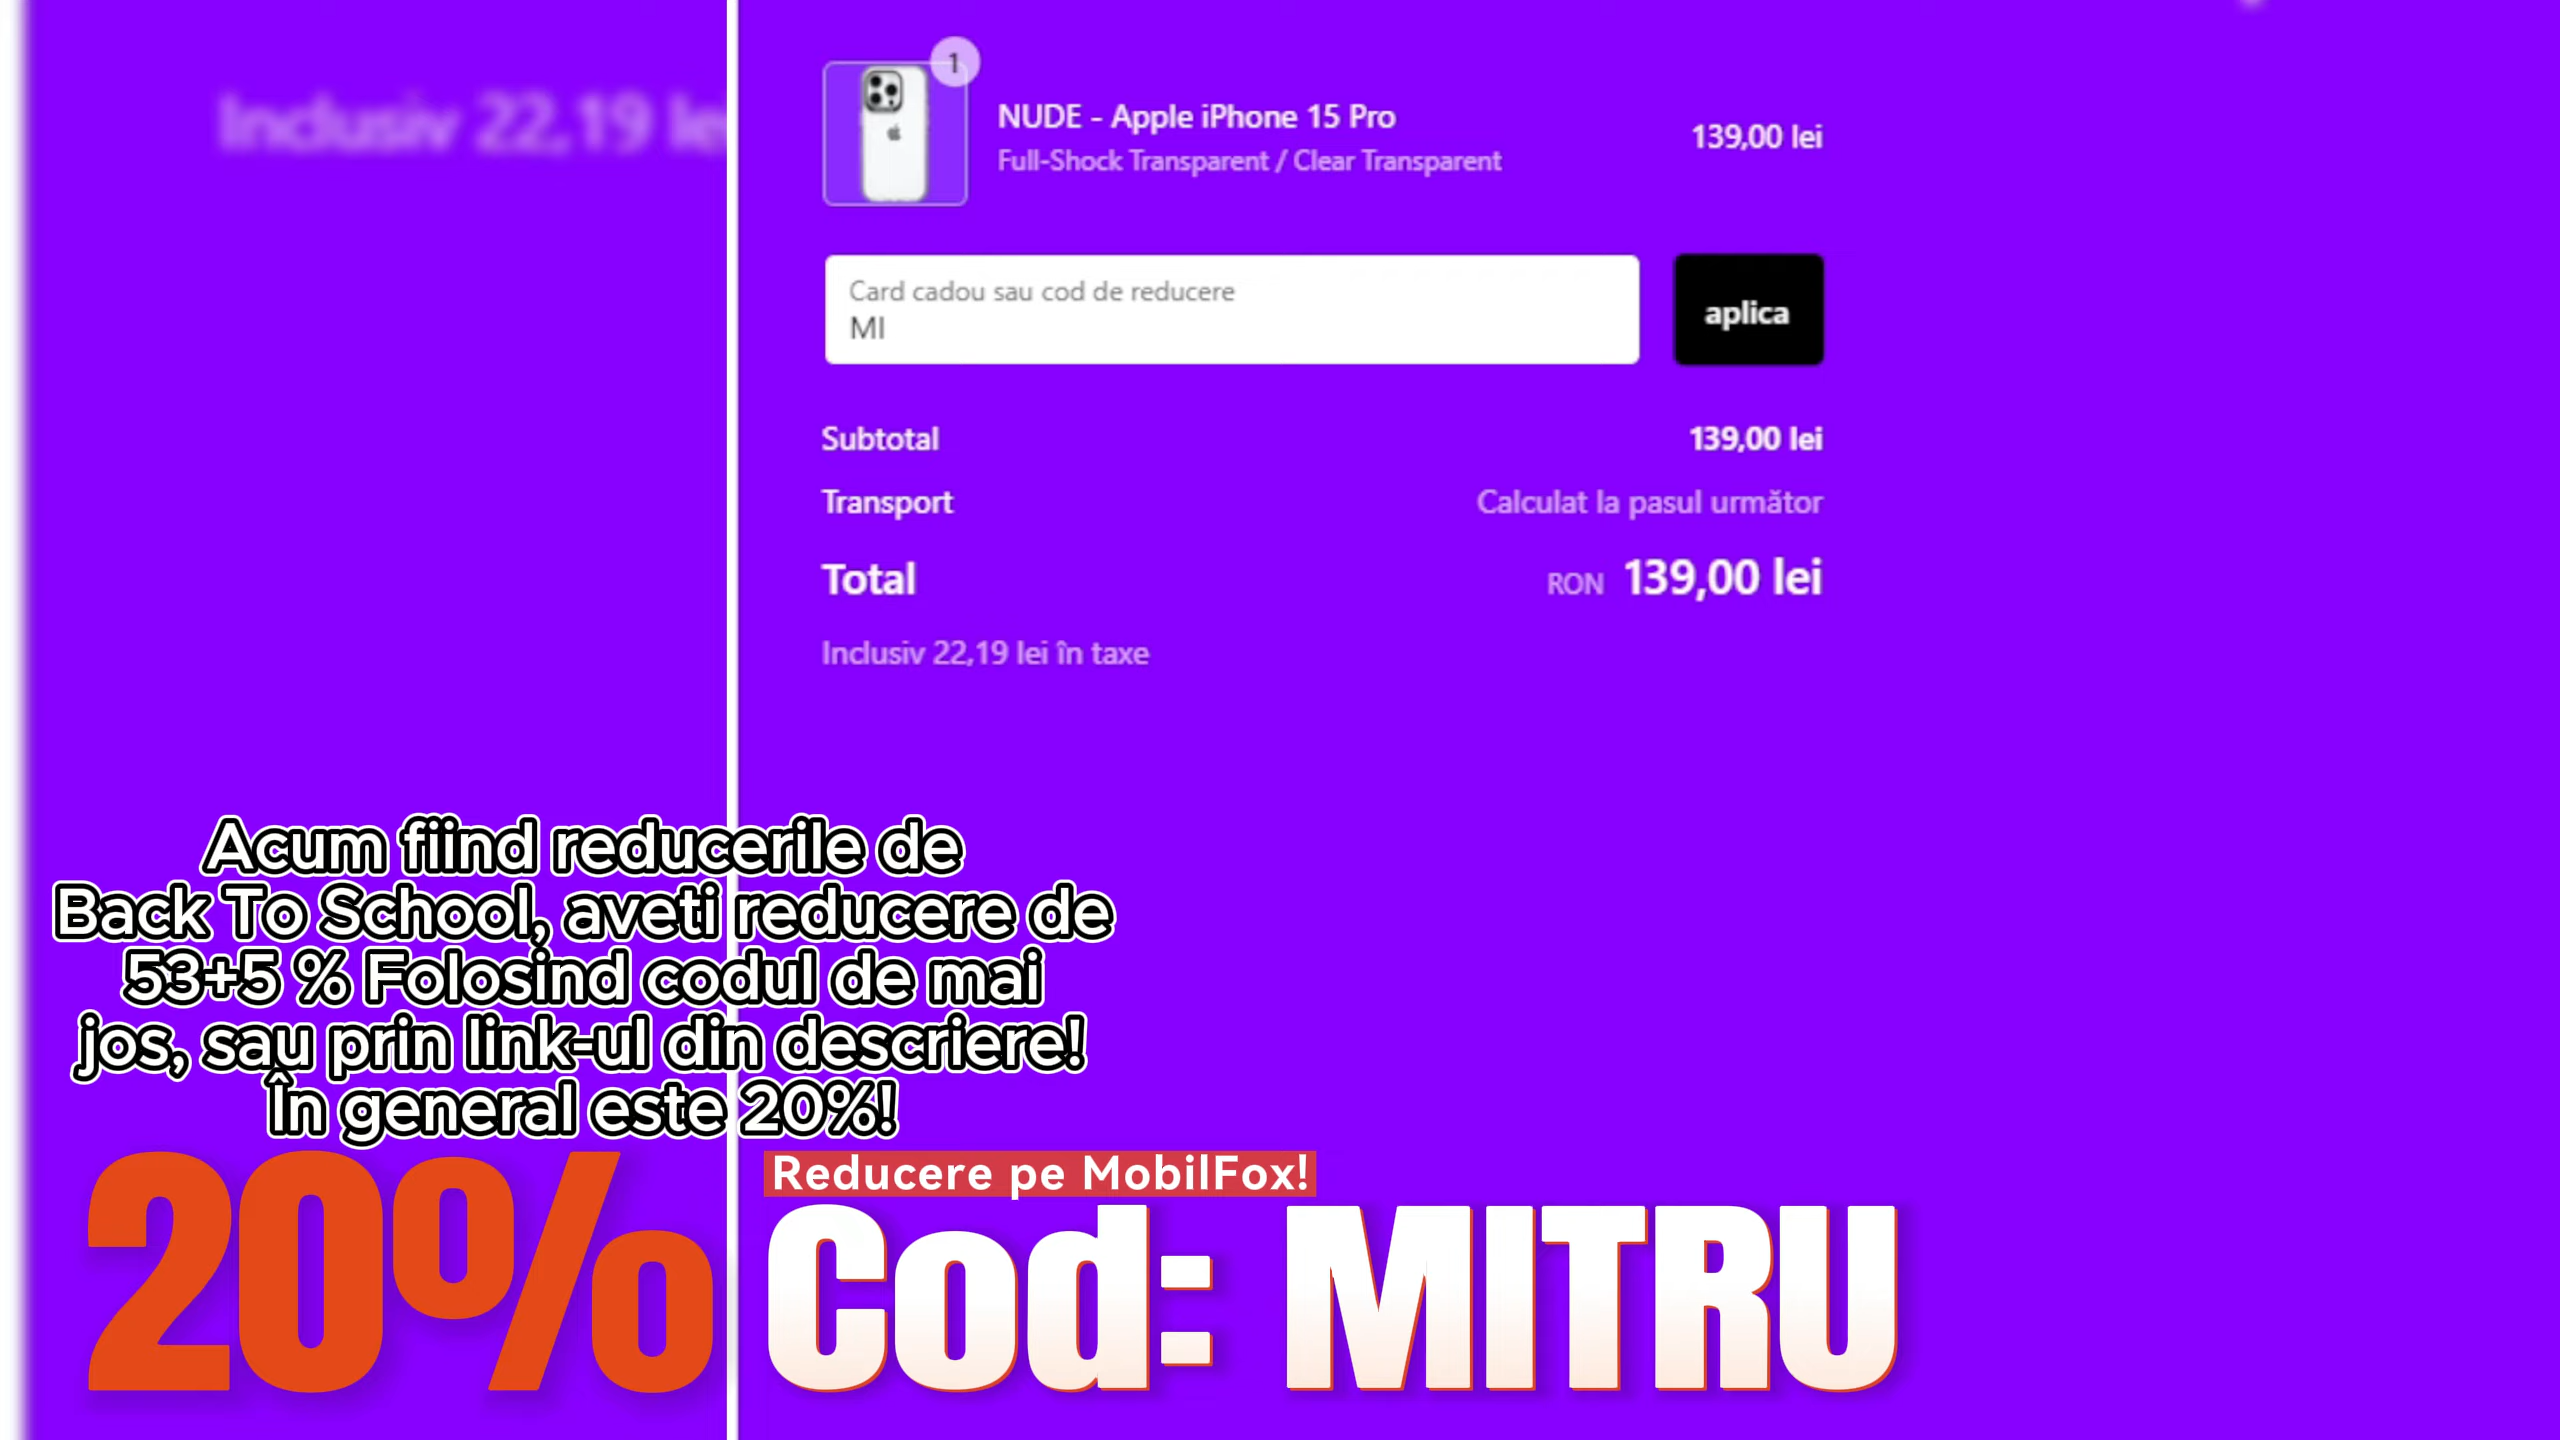 Inclusiv 22,19 lei
1
NUDE - Apple iPhone 15 Pro
139,00 lei
Full-Shock Transparent / Clear Transparent
Card cadou sau cod de reducere
MI
aplica
Subtotal 139,00 lei
Transport Calculat la pasul următor
Total RON 139,00 lei
Inclusiv 22,19 lei în taxe
Acum fiind reducerile de
Back To School, aveti reducere de
53+5 % Folosind codul de mai
jos, sau prin link-ul din descriere!
În general este 20%!
20%
Reducere pe MobilFox!
Cod: MITRU